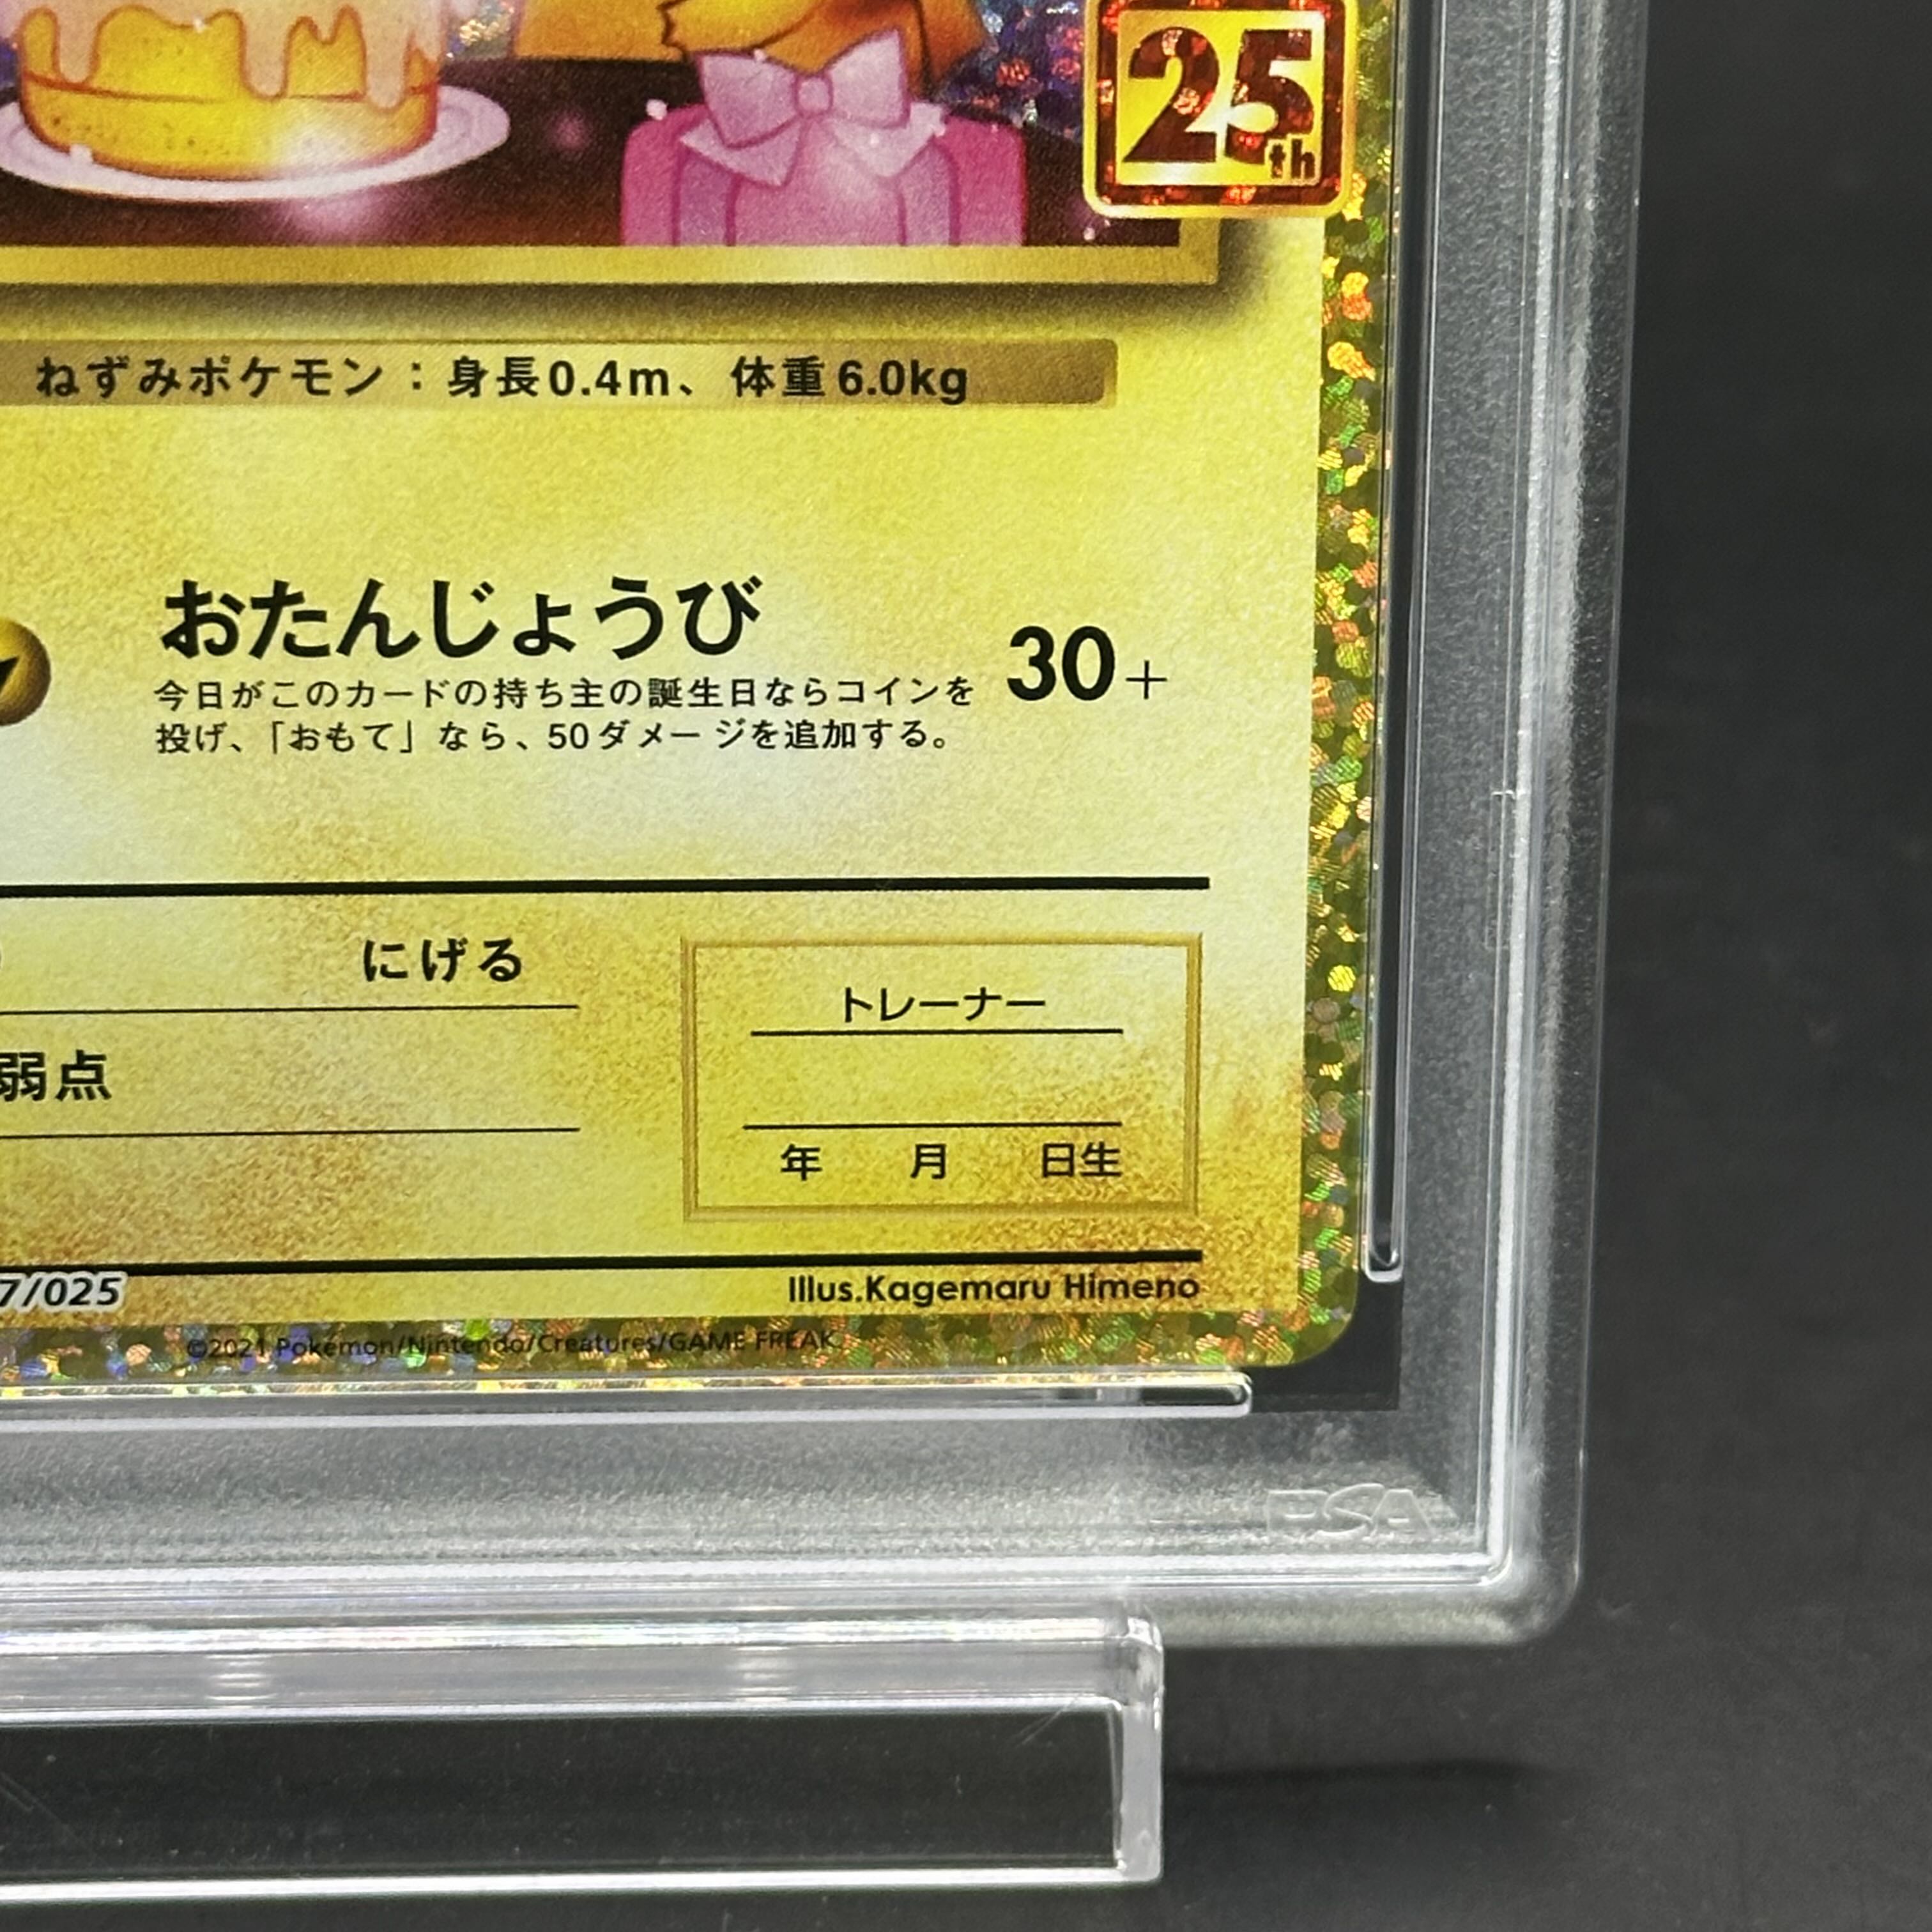 25th
ねずみポケモン：身長0.4m、体重6.0kg
おたんじょうび
30+
今日がこのカードの持ち主の誕生日ならコインを
投げ、「おもて」なら、50ダメージを追加する。
にげる
弱点
トレーナー
年 月 日生
7/025
Illus.Kagemaru Himeno
©2021 Pokémon/Nintendo/Creatures/GAME FREAK.
PSA